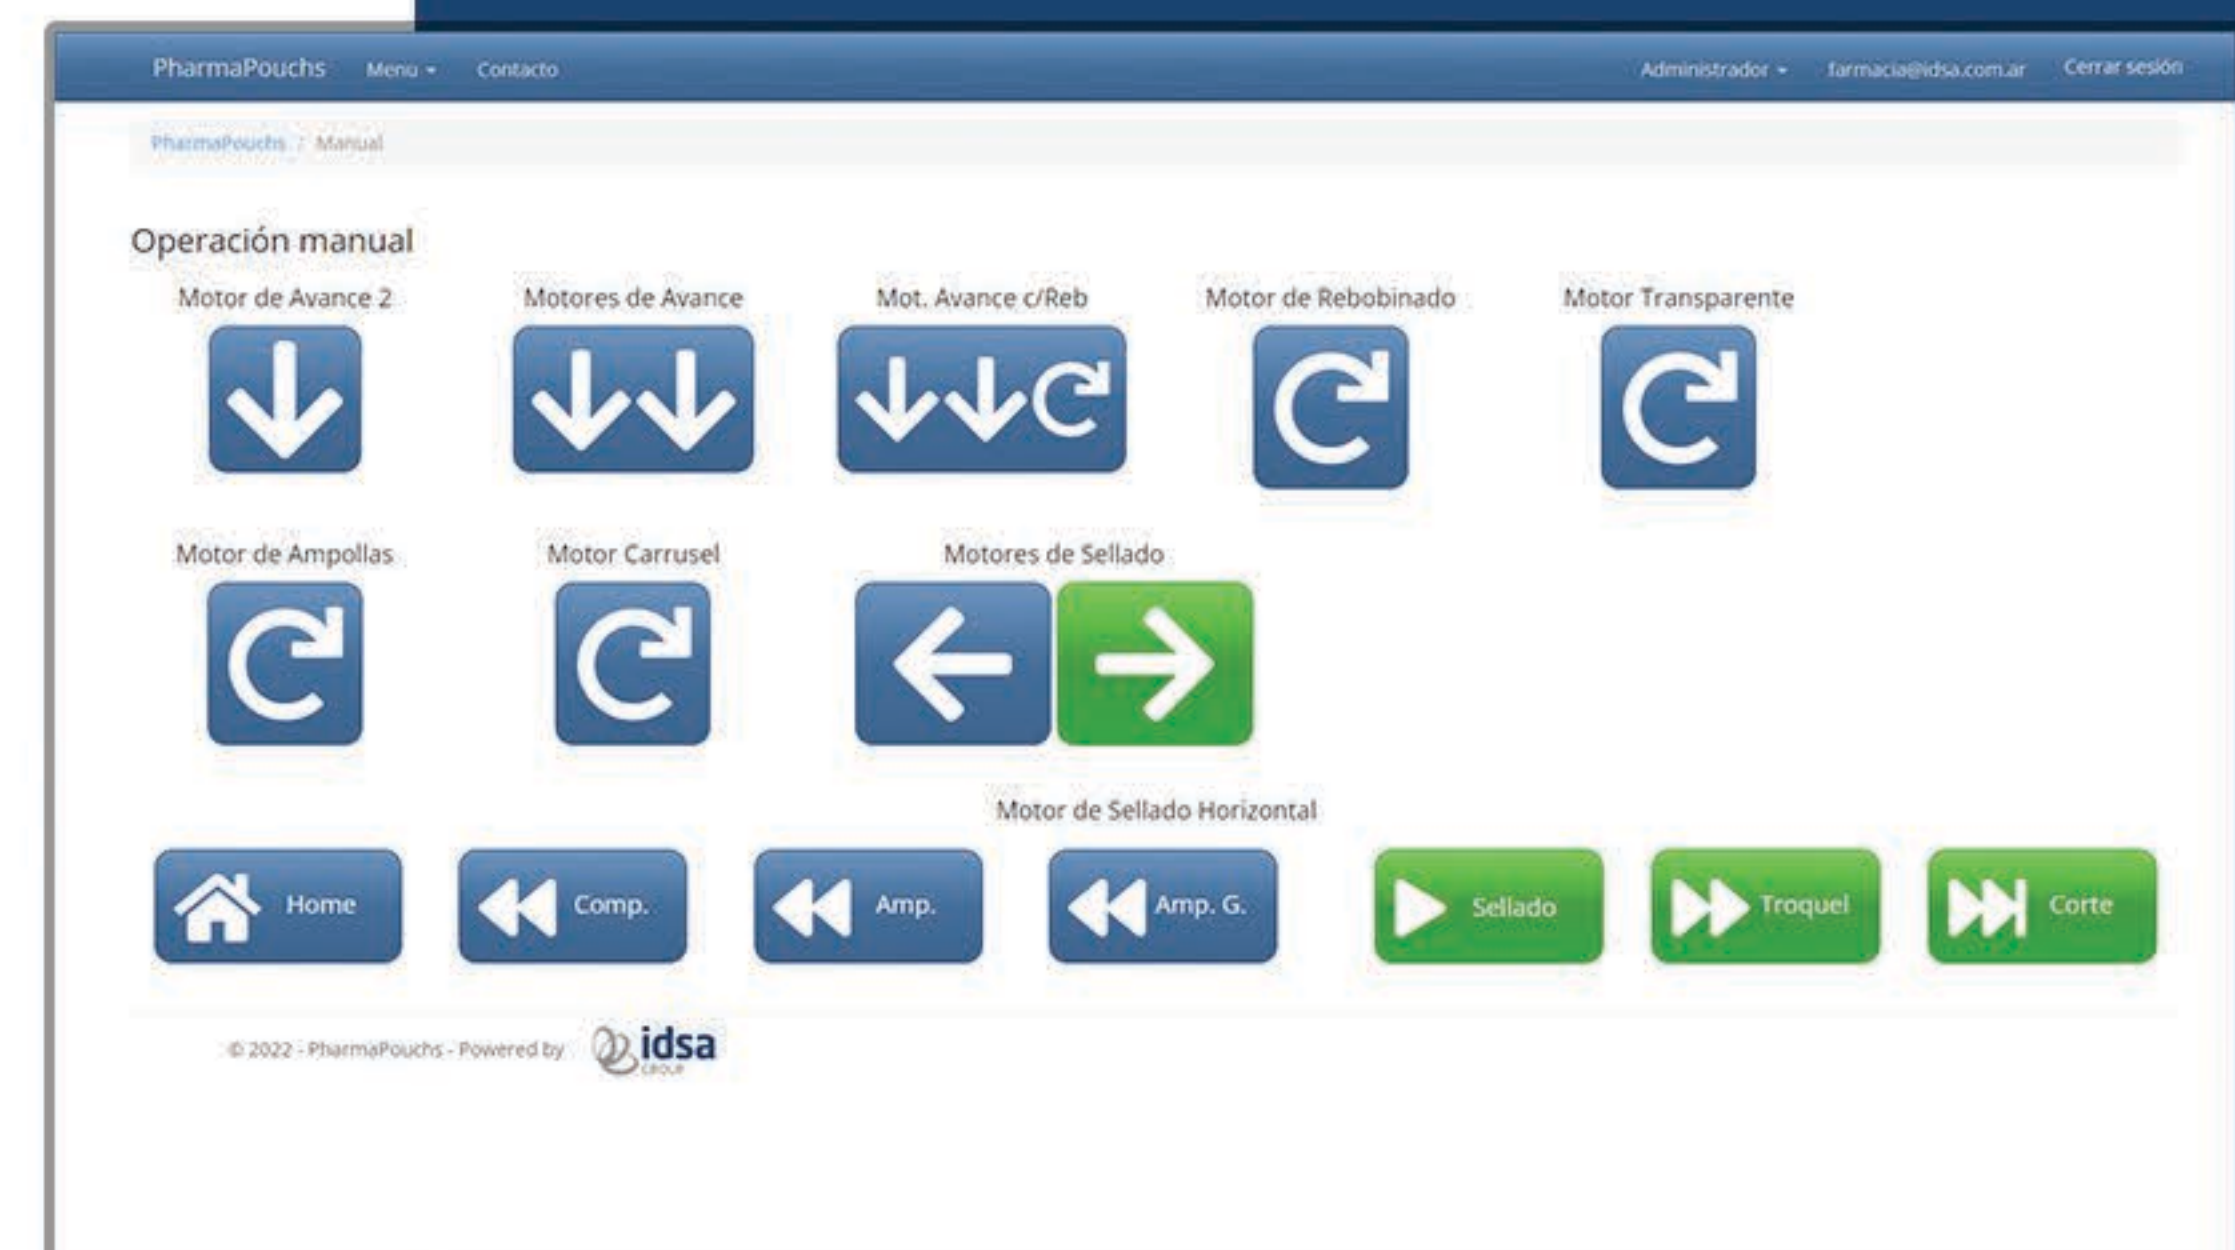 PharmaPouchs Menu Contacto Administrador farmacia@idsa.com.ar Cerrar sesión
PharmaPouchs / Manual
Operación manual
Motor de Avance 2 Motores de Avance Mot. Avance c/Reb Motor de Rebobinado Motor Transparente
Motor de Ampollas Motor Carrusel Motores de Sellado
Motor de Sellado Horizontal
Home Comp. Amp. Amp. G. Sellado Troquel Corte
© 2022 - PharmaPouchs - Powered by idsa
GROUP